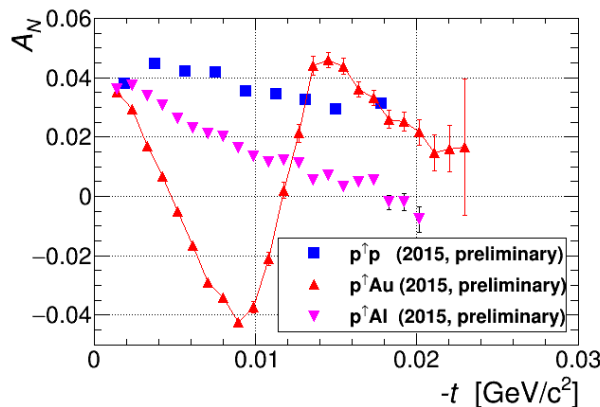 A_N
0.06
0.04
0.02
0
−0.02
−0.04
p↑p (2015, preliminary)
p↑Au (2015, preliminary)
p↑Al (2015, preliminary)
0 0.01 0.02 0.03
-t [GeV/c²]